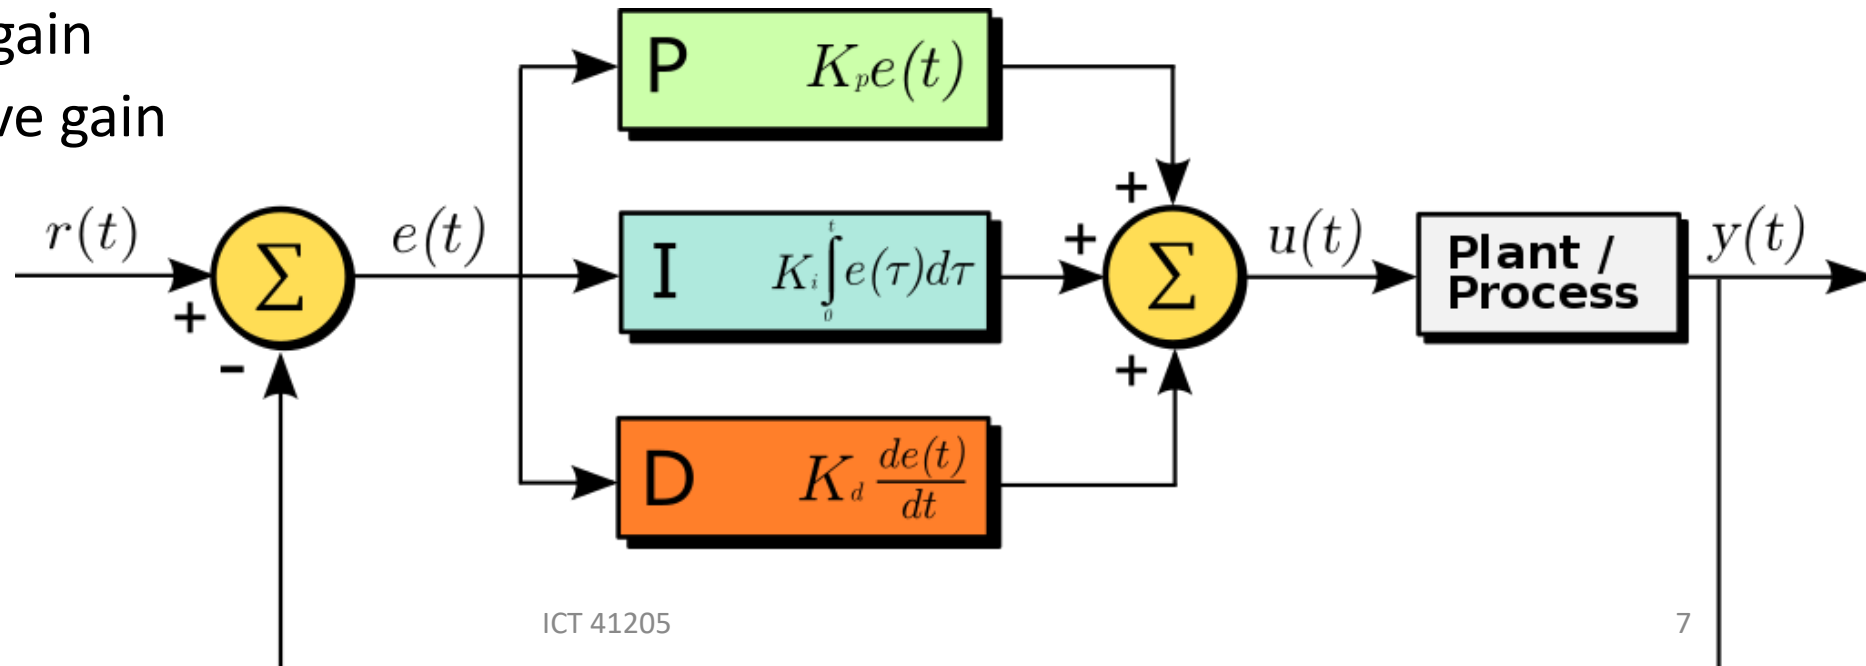 gain
ve gain
P K_p e(t)
r(t)
+
-
Σ
e(t)
I K_i ∫_0^t e(τ)dτ
D K_d de(t)/dt
+
+
+
Σ
u(t)
Plant /
Process
y(t)
ICT 41205
7